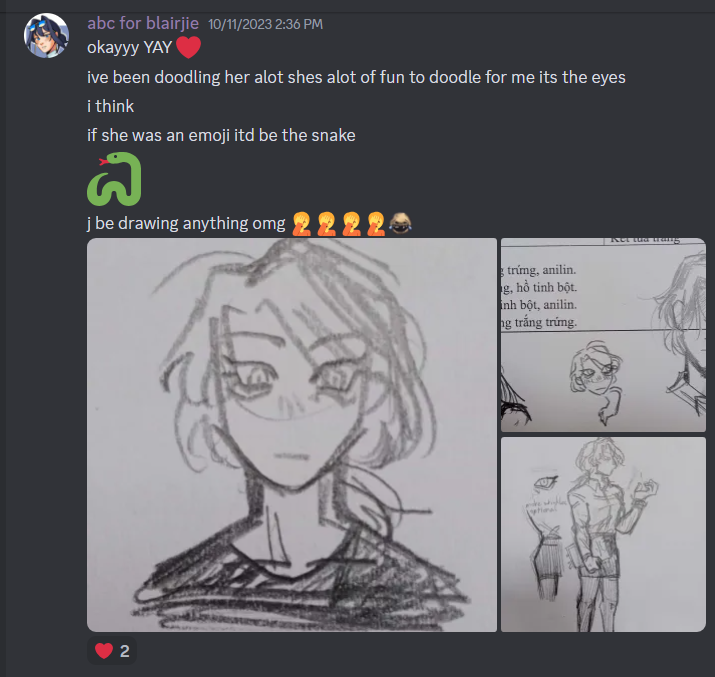 abc for blairjie 10/11/2023 2:36 PM
okayyy YAY
ive been doodling her alot shes alot of fun to doodle for me its the eyes
i think
if she was an emoji itd be the snake
j be drawing anything omg
trứng, anilin.
g, hồ tinh bột.
inh bột, anilin.
ng trắng trứng.
2